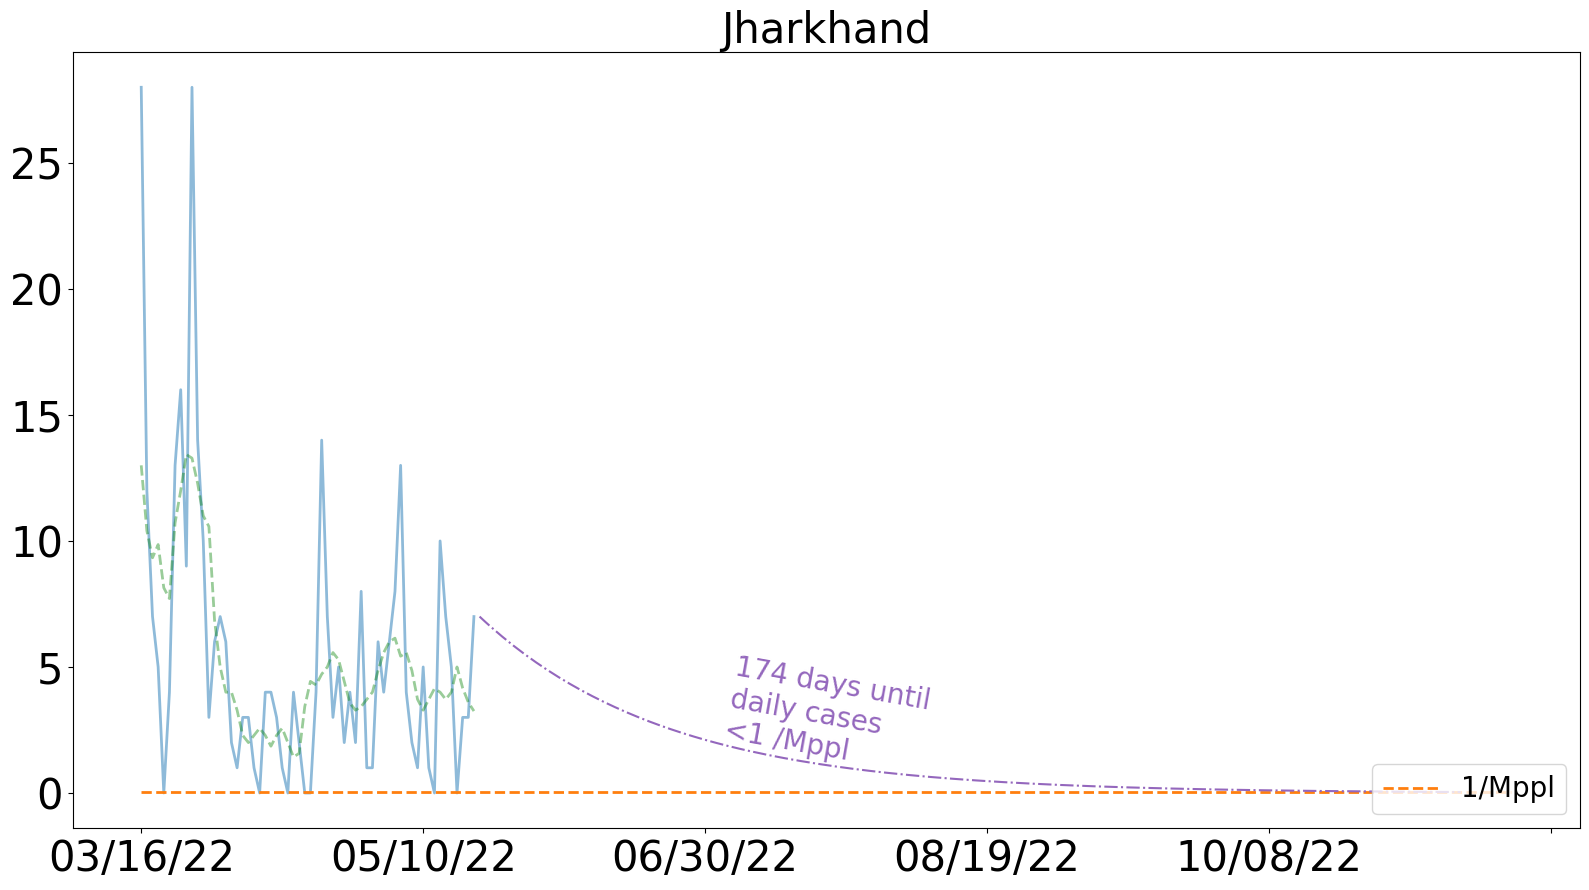 Jharkhand
25
20
15
10
5
0
174 days until
daily cases
<1 /Mppl
1/Mppl
03/16/22
05/10/22
06/30/22
08/19/22
10/08/22